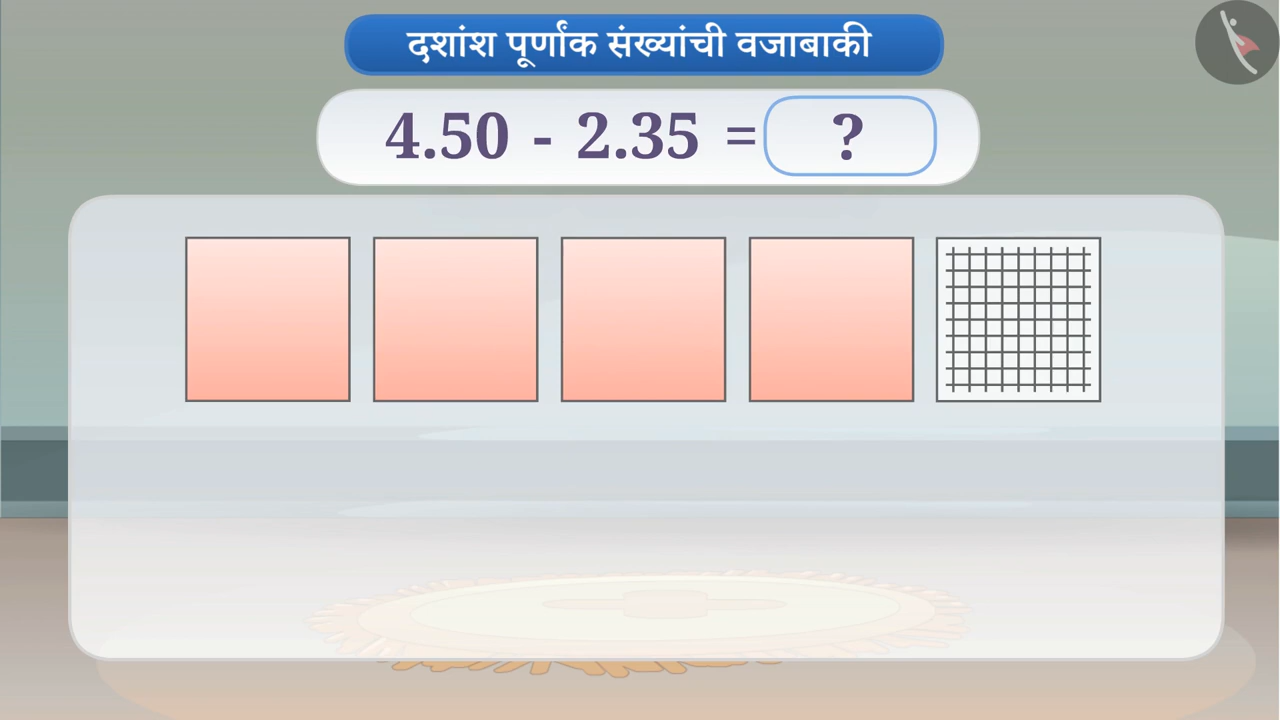 दशांश पूर्णांक संख्यांची वजाबाकी
4.50 - 2.35 = ?